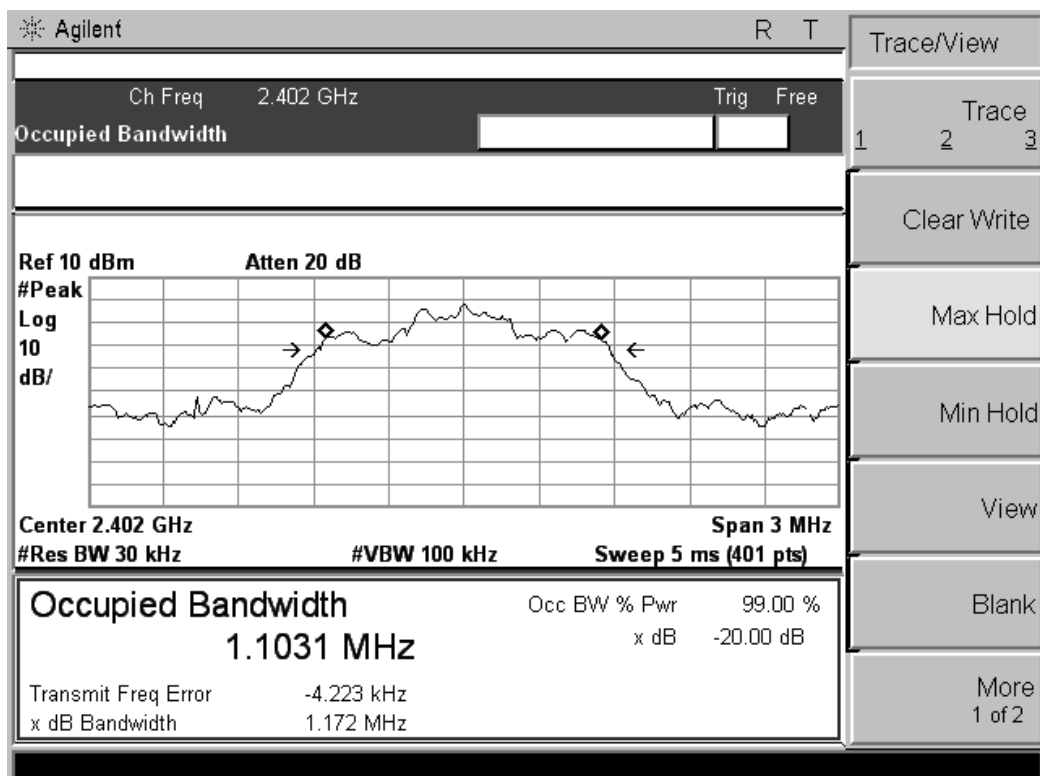 Agilent R T
Ch Freq 2.402 GHz Trig Free
Occupied Bandwidth
Ref 10 dBm Atten 20 dB
#Peak
Log
10
dB/
Center 2.402 GHz Span 3 MHz
#Res BW 30 kHz #VBW 100 kHz Sweep 5 ms (401 pts)
Occupied Bandwidth Occ BW % Pwr 99.00 %
1.1031 MHz x dB -20.00 dB
Transmit Freq Error -4.223 kHz
x dB Bandwidth 1.172 MHz
Trace/View
Trace
1 2 3
Clear Write
Max Hold
Min Hold
View
Blank
More
1 of 2